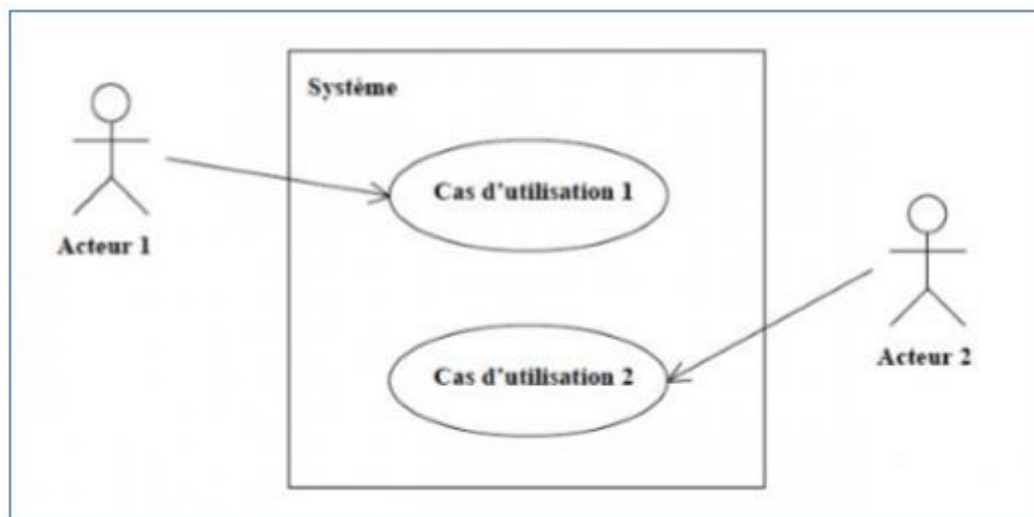 Système
Cas d'utilisation 1
Acteur 1
Cas d'utilisation 2
Acteur 2